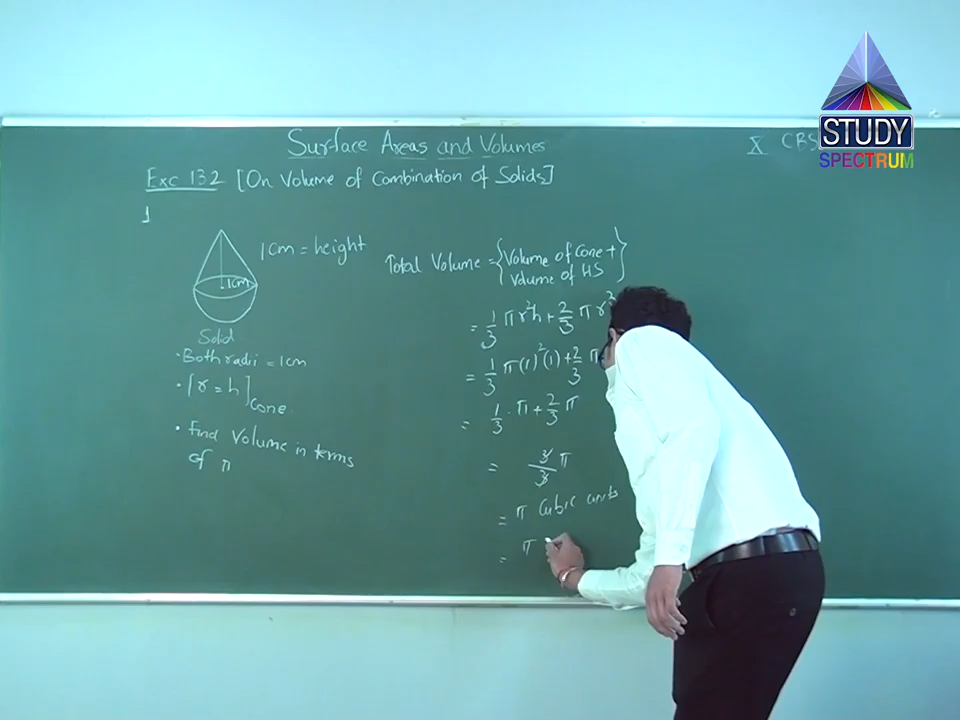 STUDY
SPECTRUM
Surface Areas and Volumes
X CBS
Exc 13.2 [On Volume of Combination of Solids]
1
1cm = height
1cm
Solid
• Both radii = 1cm
• [r = h]Cone
• Find Volume in terms
of π
Total Volume = {Volume of Cone +
Volume of HS}
= 1/3 πr²h + 2/3 πr³
= 1/3 π(1)²(1) + 2/3 π
= 1/3 . π + 2/3 π
= 3/3 π
= π Cubic units
= π